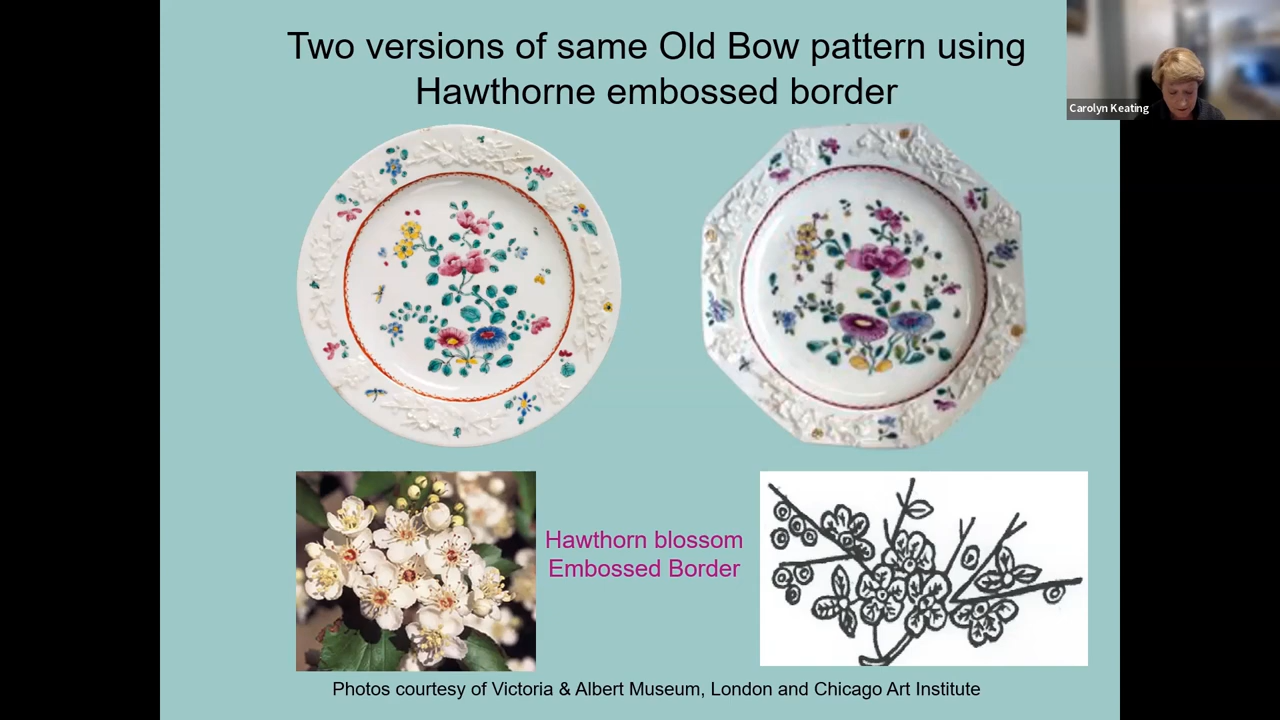 Two versions of same Old Bow pattern using
Hawthorne embossed border
Carolyn Keating
Hawthorn blossom
Embossed Border
Photos courtesy of Victoria & Albert Museum, London and Chicago Art Institute